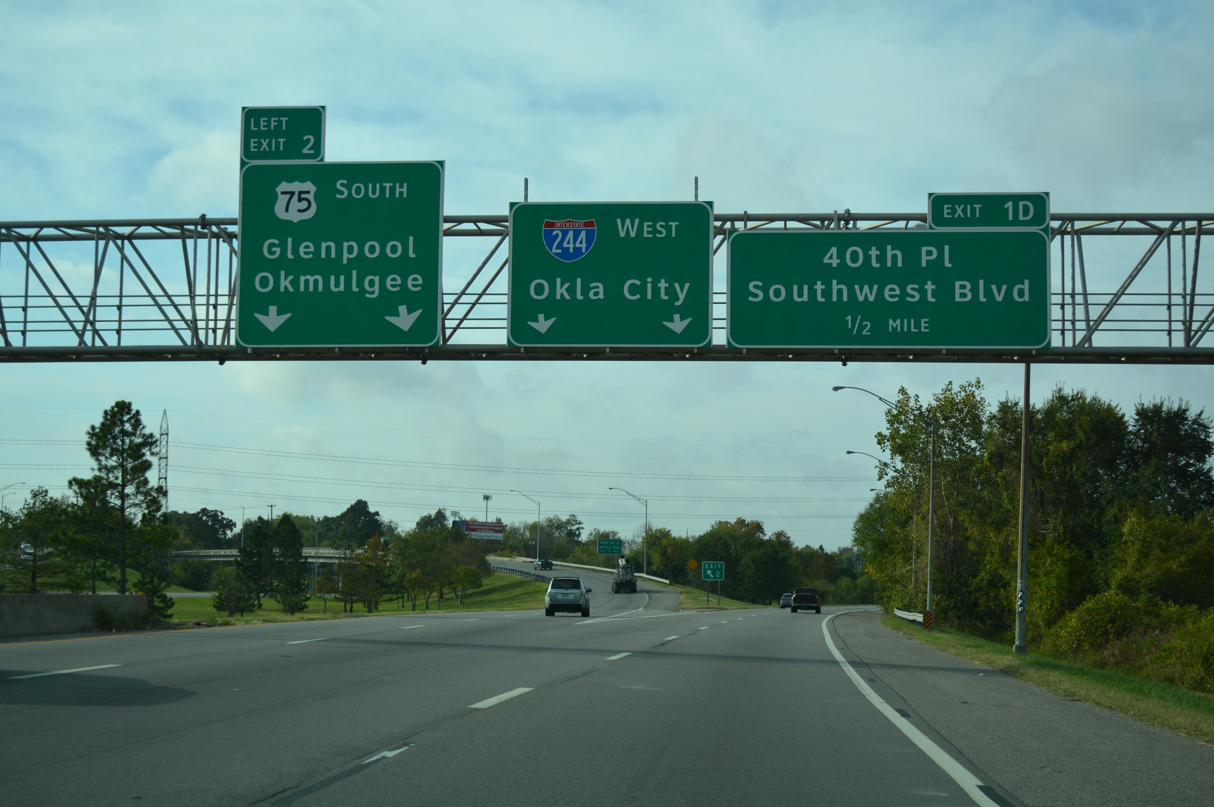 LEFT
EXIT 2
75 SOUTH
Glenpool
Okmulgee
INTERSTATE
244 WEST
Okla City
EXIT 1D
40th Pl
Southwest Blvd
1/2 MILE
EXIT
2